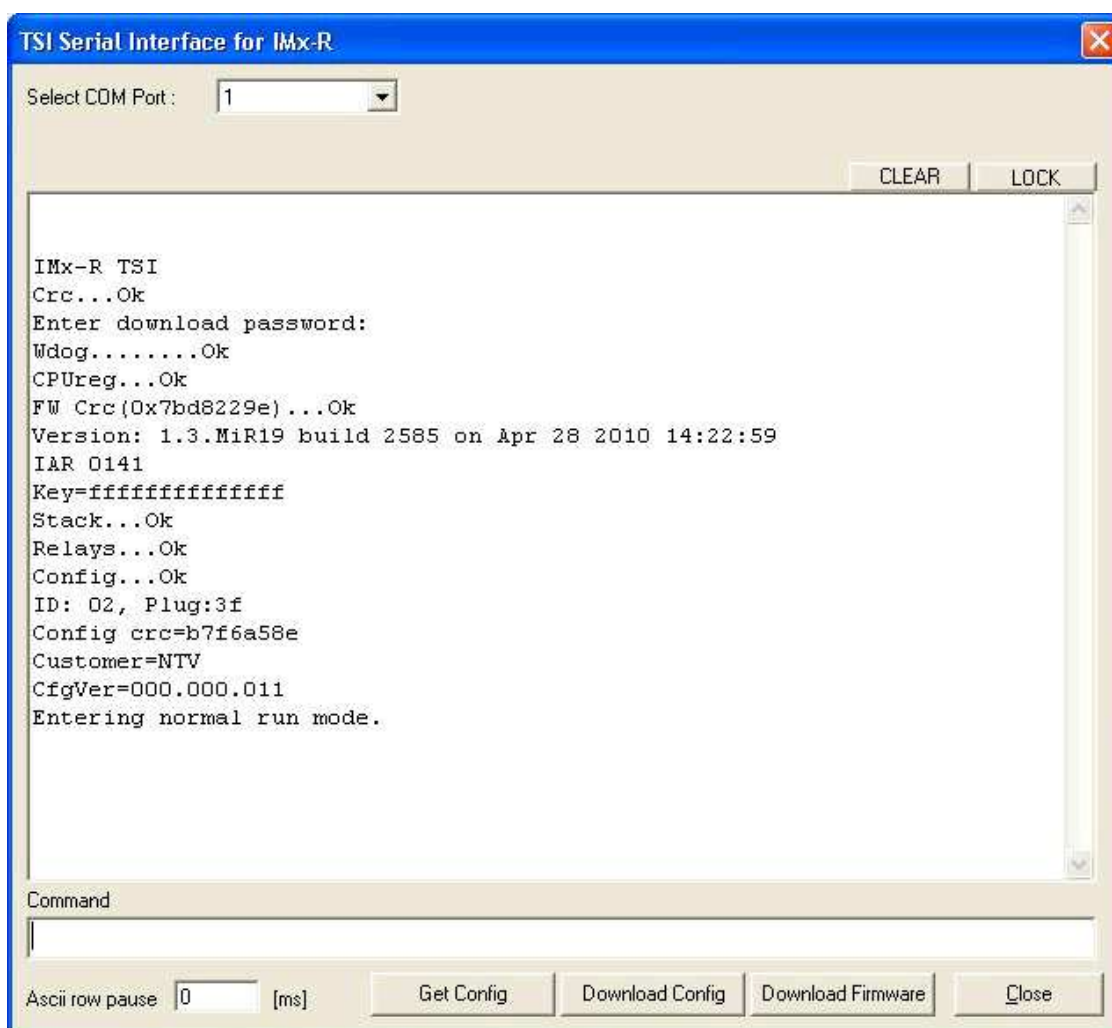 TSI Serial Interface for IMx-R
Select COM Port : 1
CLEAR LOCK
IMx-R TSI
Crc...Ok
Enter download password:
Wdog........Ok
CPUreg...Ok
FW Crc(0x7bd8229e)...Ok
Version: 1.3.MiR19 build 2585 on Apr 28 2010 14:22:59
IAR 0141
Key=ffffffffffffff
Stack...Ok
Relays...Ok
Config...Ok
ID: 02, Plug:3f
Config crc=b7f6a58e
Customer=NTV
CfgVer=000.000.011
Entering normal run mode.
Command
Ascii row pause 0 [ms] Get Config Download Config Download Firmware Close